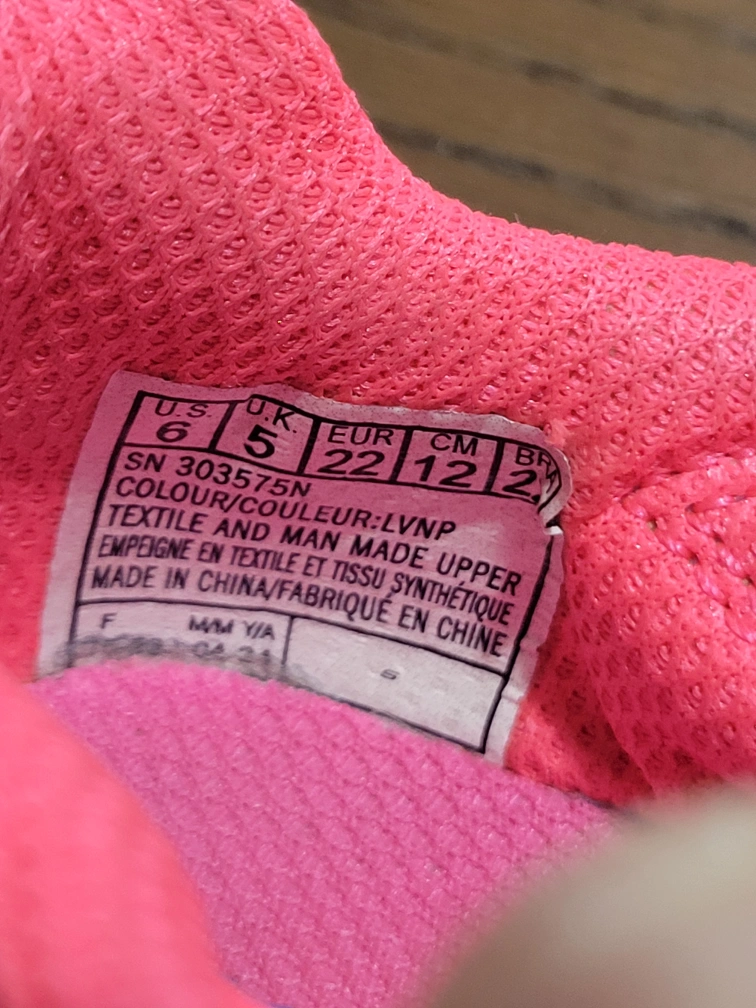 U.S. U.K. EUR CM
6 5 22 12
SN 303575N
COLOUR/COULEUR:LVNP
TEXTILE AND MAN MADE UPPER
EMPEIGNE EN TEXTILE ET TISSU SYNTHÉTIQUE
MADE IN CHINA/FABRIQUÉ EN CHINE
F M/M Y/A